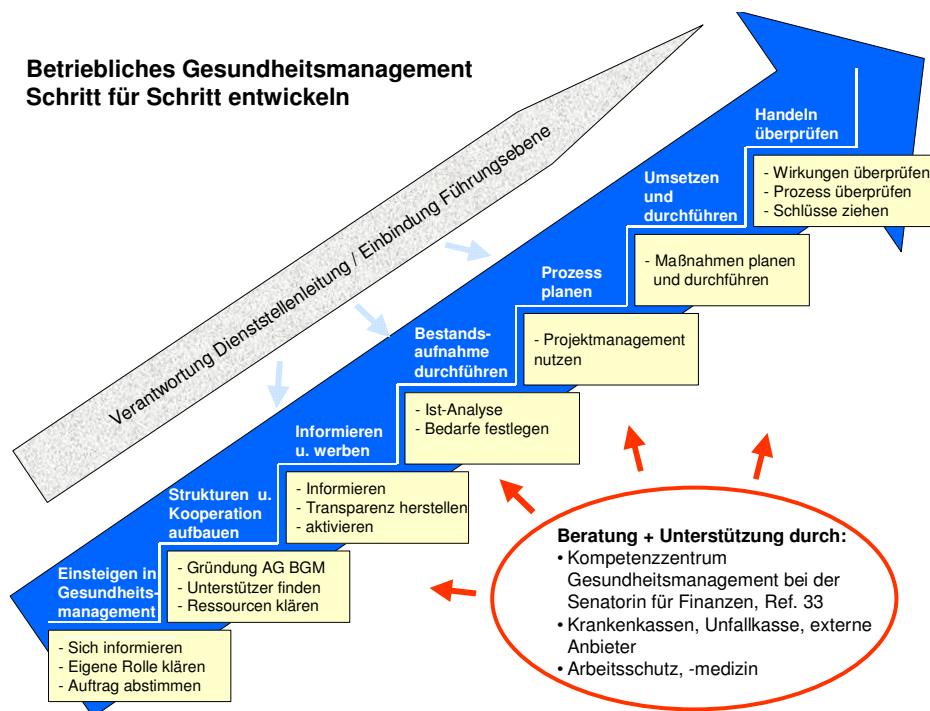 Betriebliches Gesundheitsmanagement
Schritt für Schritt entwickeln
Verantwortung Dienststellenleitung / Einbindung Führungsebene
Einsteigen in
Gesundheits-
management
- Sich informieren
- Eigene Rolle klären
- Auftrag abstimmen
Strukturen u.
Kooperation
aufbauen
- Gründung AG BGM
- Unterstützer finden
- Ressourcen klären
Informieren
u. werben
- Informieren
- Transparenz herstellen
- aktivieren
Bestands-
aufnahme
durchführen
- Ist-Analyse
- Bedarfe festlegen
Prozess
planen
- Projektmanagement
nutzen
Umsetzen
und
durchführen
- Maßnahmen planen
und durchführen
Handeln
überprüfen
- Wirkungen überprüfen
- Prozess überprüfen
- Schlüsse ziehen
Beratung + Unterstützung durch:
• Kompetenzzentrum
Gesundheitsmanagement bei der
Senatorin für Finanzen, Ref. 33
• Krankenkassen, Unfallkasse, externe
Anbieter
• Arbeitsschutz, -medizin